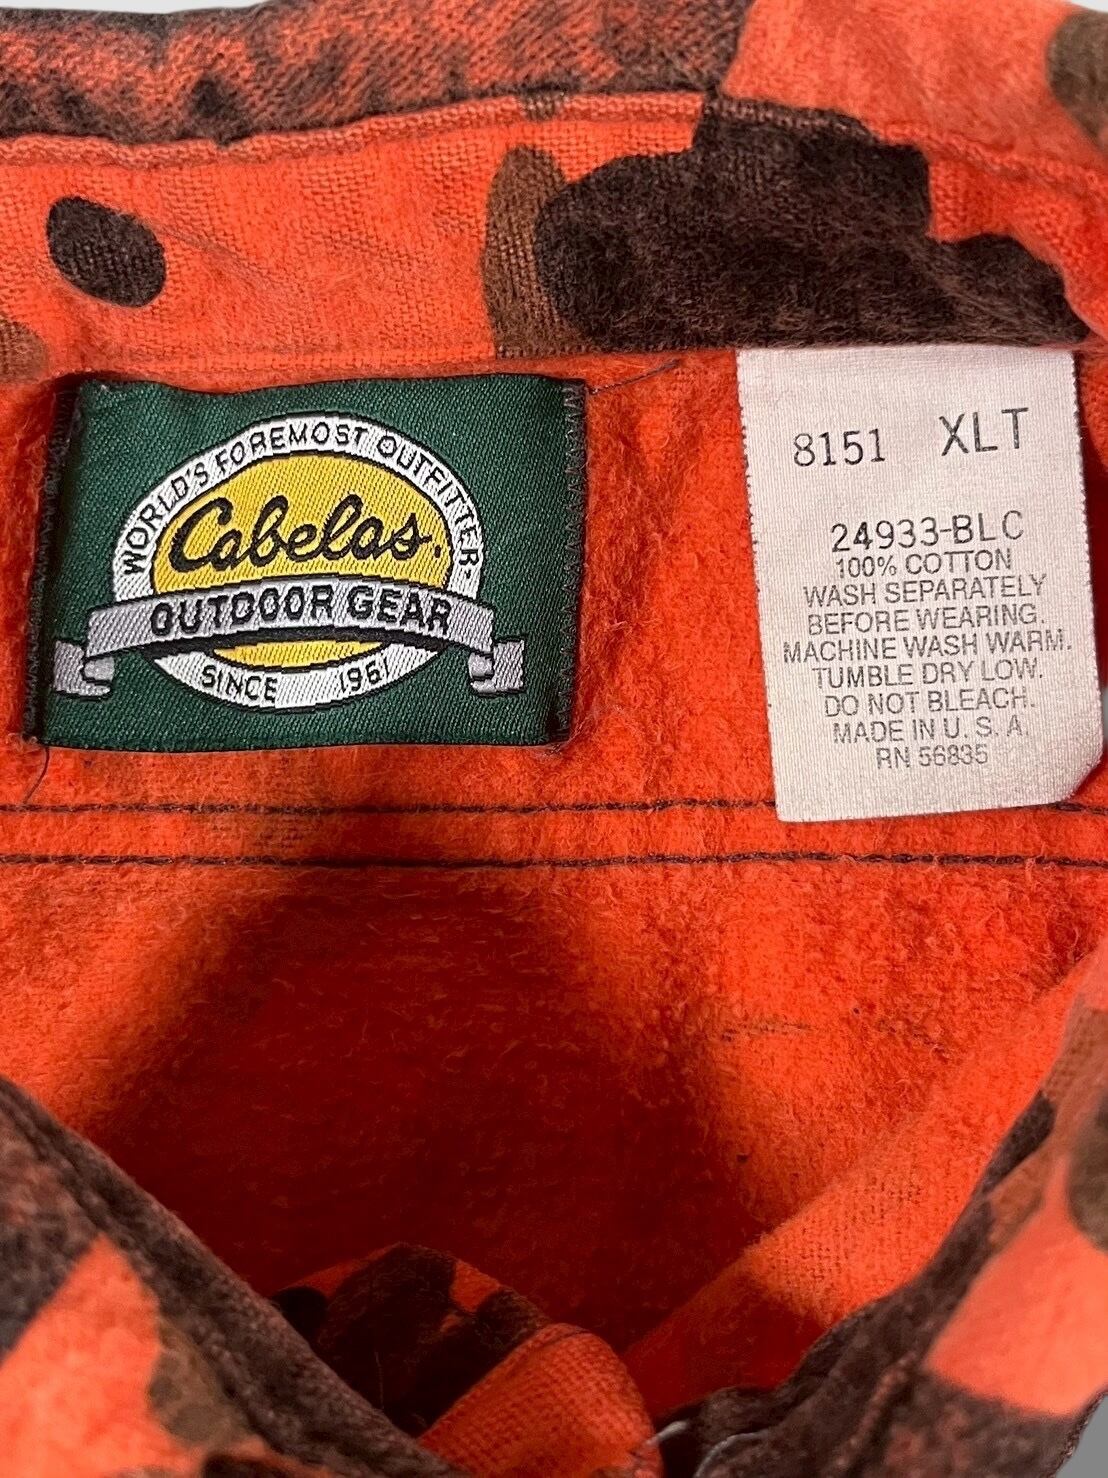 WORLD'S FOREMOST OUTFITTER.
Cabelas.
OUTDOOR GEAR
SINCE 1961
8151 XLT
24933-BLC
100% COTTON
WASH SEPARATELY
BEFORE WEARING.
MACHINE WASH WARM.
TUMBLE DRY LOW.
DO NOT BLEACH.
MADE IN U. S. A.
RN 56835